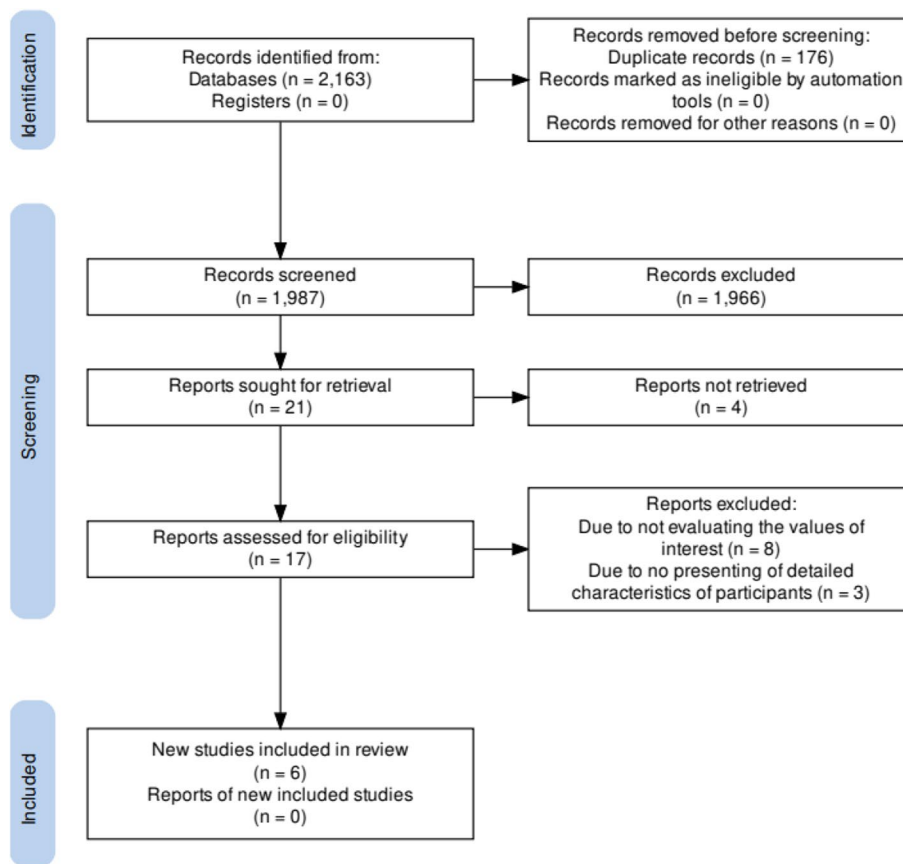 Identification
Records identified from:
Databases (n = 2,163)
Registers (n = 0)
Records removed before screening:
Duplicate records (n = 176)
Records marked as ineligible by automation
tools (n = 0)
Records removed for other reasons (n = 0)
Screening
Records screened
(n = 1,987)
Records excluded
(n = 1,966)
Reports sought for retrieval
(n = 21)
Reports not retrieved
(n = 4)
Reports assessed for eligibility
(n = 17)
Reports excluded:
Due to not evaluating the values of
interest (n = 8)
Due to no presenting of detailed
characteristics of participants (n = 3)
Included
New studies included in review
(n = 6)
Reports of new included studies
(n = 0)